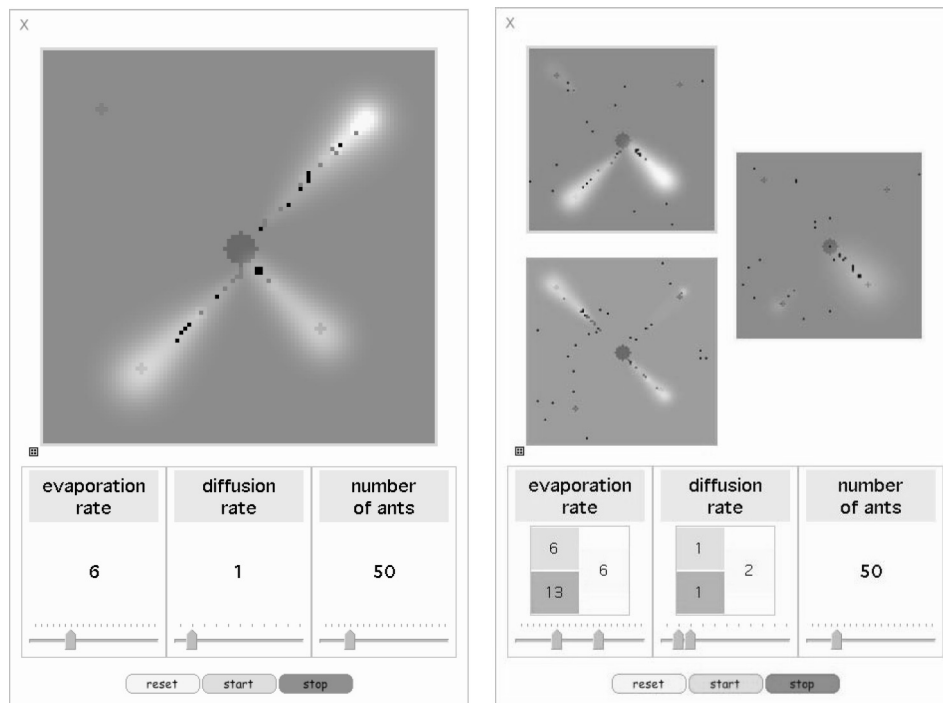 X
evaporation
rate
diffusion
rate
number
of ants
6
1
50
reset
start
stop
X
evaporation
rate
diffusion
rate
number
of ants
6
6
13
1
2
1
50
reset
start
stop